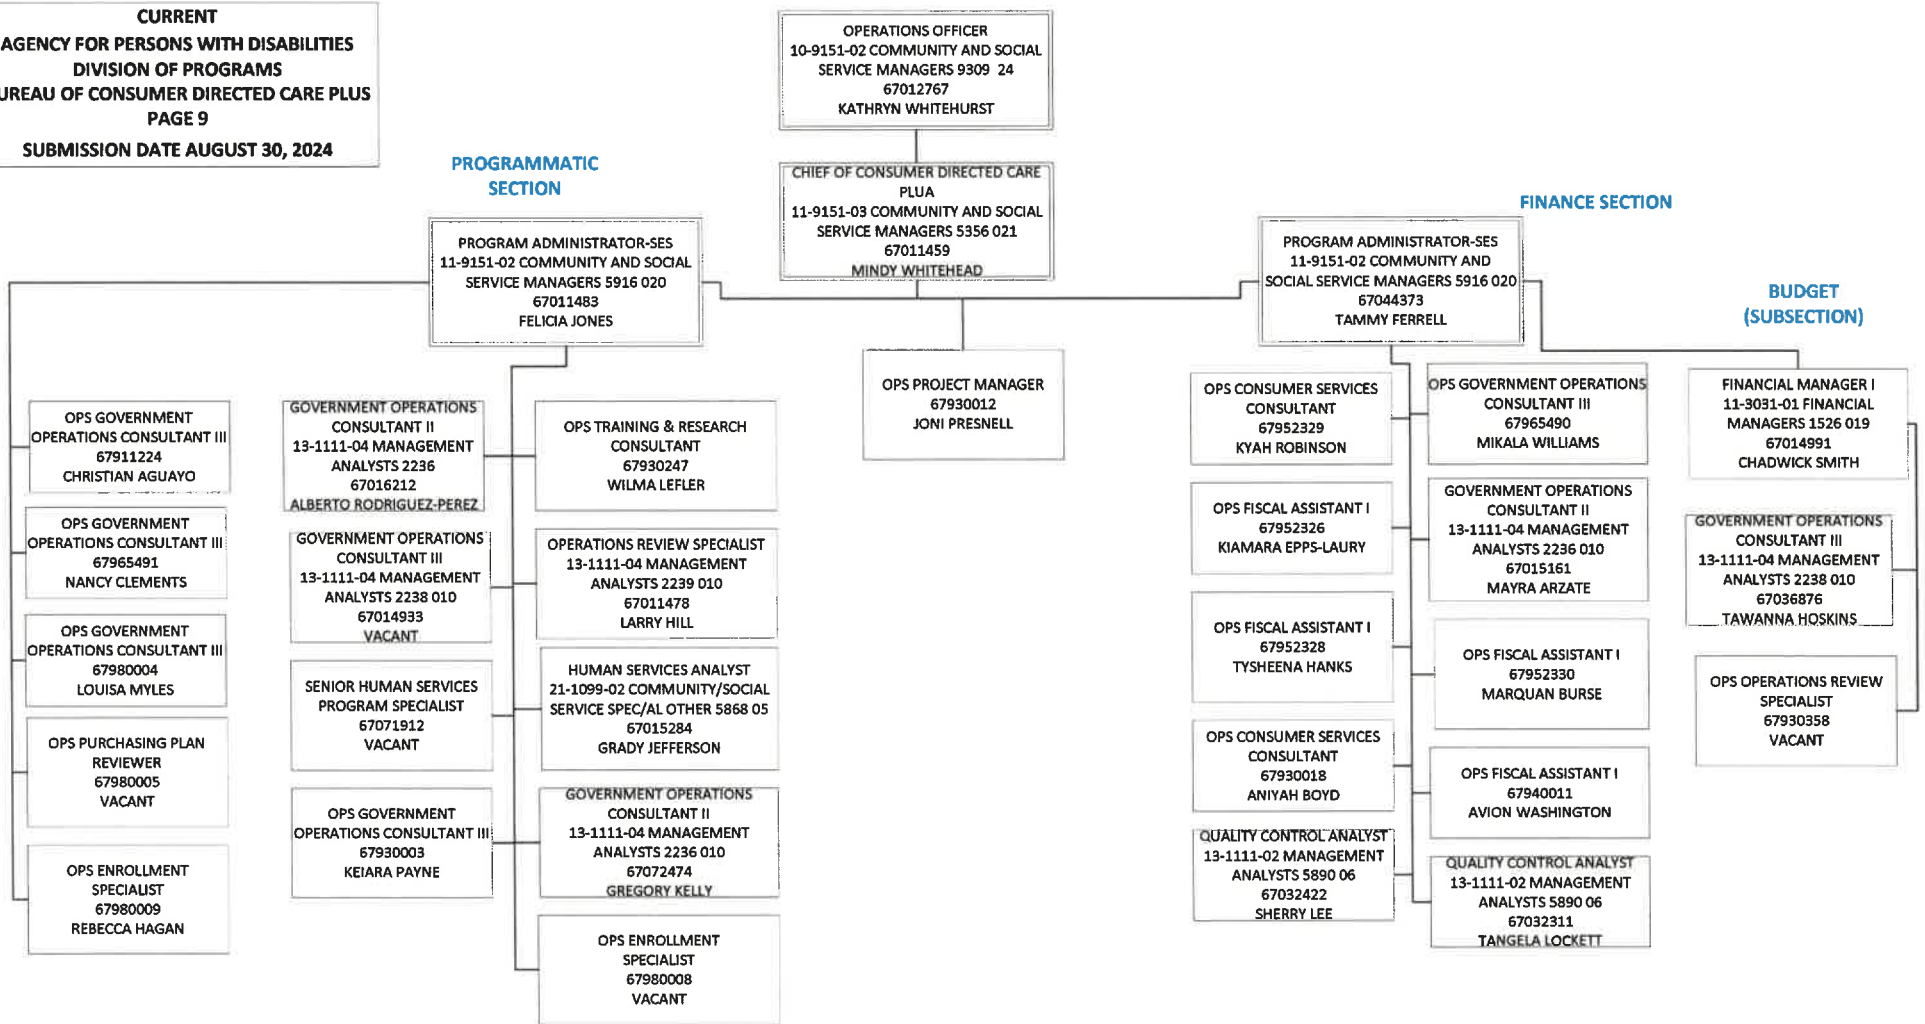 CURRENT
AGENCY FOR PERSONS WITH DISABILITIES
DIVISION OF PROGRAMS
UREAU OF CONSUMER DIRECTED CARE PLUS
PAGE 9
SUBMISSION DATE AUGUST 30, 2024
OPERATIONS OFFICER
10-9151-02 COMMUNITY AND SOCIAL
SERVICE MANAGERS 9309 24
67012767
KATHRYN WHITEHURST
CHIEF OF CONSUMER DIRECTED CARE
PLUA
11-9151-03 COMMUNITY AND SOCIAL
SERVICE MANAGERS 5356 021
67011459
MINDY WHITEHEAD
PROGRAMMATIC
SECTION
PROGRAM ADMINISTRATOR-SES
11-9151-02 COMMUNITY AND SOCIAL
SERVICE MANAGERS 5916 020
67011483
FELICIA JONES
FINANCE SECTION
PROGRAM ADMINISTRATOR-SES
11-9151-02 COMMUNITY AND
SOCIAL SERVICE MANAGERS 5916 020
67044373
TAMMY FERRELL
BUDGET
(SUBSECTION)
OPS PROJECT MANAGER
67930012
JONI PRESNELL
OPS GOVERNMENT
OPERATIONS CONSULTANT III
67911224
CHRISTIAN AGUAYO
OPS GOVERNMENT
OPERATIONS CONSULTANT III
67965491
NANCY CLEMENTS
OPS GOVERNMENT
OPERATIONS CONSULTANT III
67980004
LOUISA MYLES
OPS PURCHASING PLAN
REVIEWER
67980005
VACANT
OPS ENROLLMENT
SPECIALIST
67980009
REBECCA HAGAN
GOVERNMENT OPERATIONS
CONSULTANT II
13-1111-04 MANAGEMENT
ANALYSTS 2236
67016212
ALBERTO RODRIGUEZ-PEREZ
GOVERNMENT OPERATIONS
CONSULTANT III
13-1111-04 MANAGEMENT
ANALYSTS 2238 010
67014933
VACANT
SENIOR HUMAN SERVICES
PROGRAM SPECIALIST
67071912
VACANT
OPS GOVERNMENT
OPERATIONS CONSULTANT III
67930003
KEIARA PAYNE
OPS TRAINING & RESEARCH
CONSULTANT
67930247
WILMA LEFLER
OPERATIONS REVIEW SPECIALIST
13-1111-04 MANAGEMENT
ANALYSTS 2239 010
67011478
LARRY HILL
HUMAN SERVICES ANALYST
21-1099-02 COMMUNITY/SOCIAL
SERVICE SPEC/AL OTHER 5868 05
67015284
GRADY JEFFERSON
GOVERNMENT OPERATIONS
CONSULTANT II
13-1111-04 MANAGEMENT
ANALYSTS 2236 010
67072474
GREGORY KELLY
OPS ENROLLMENT
SPECIALIST
67980008
VACANT
OPS CONSUMER SERVICES
CONSULTANT
67952329
KYAH ROBINSON
OPS FISCAL ASSISTANT I
67952326
KIAMARA EPPS-LAURY
OPS FISCAL ASSISTANT I
67952328
TYSHEENA HANKS
OPS CONSUMER SERVICES
CONSULTANT
67930018
ANIYAH BOYD
QUALITY CONTROL ANALYST
13-1111-02 MANAGEMENT
ANALYSTS 5890 06
67032422
SHERRY LEE
OPS GOVERNMENT OPERATIONS
CONSULTANT III
67965490
MIKALA WILLIAMS
GOVERNMENT OPERATIONS
CONSULTANT II
13-1111-04 MANAGEMENT
ANALYSTS 2236 010
67015161
MAYRA ARZATE
OPS FISCAL ASSISTANT I
67952330
MARQUAN BURSE
OPS FISCAL ASSISTANT I
67940011
AVION WASHINGTON
QUALITY CONTROL ANALYST
13-1111-02 MANAGEMENT
ANALYSTS 5890 06
67032311
TANGELA LOCKETT
FINANCIAL MANAGER I
11-3031-01 FINANCIAL
MANAGERS 1526 019
67014991
CHADWICK SMITH
GOVERNMENT OPERATIONS
CONSULTANT III
13-1111-04 MANAGEMENT
ANALYSTS 2238 010
67036876
TAWANNA HOSKINS
OPS OPERATIONS REVIEW
SPECIALIST
67930358
VACANT